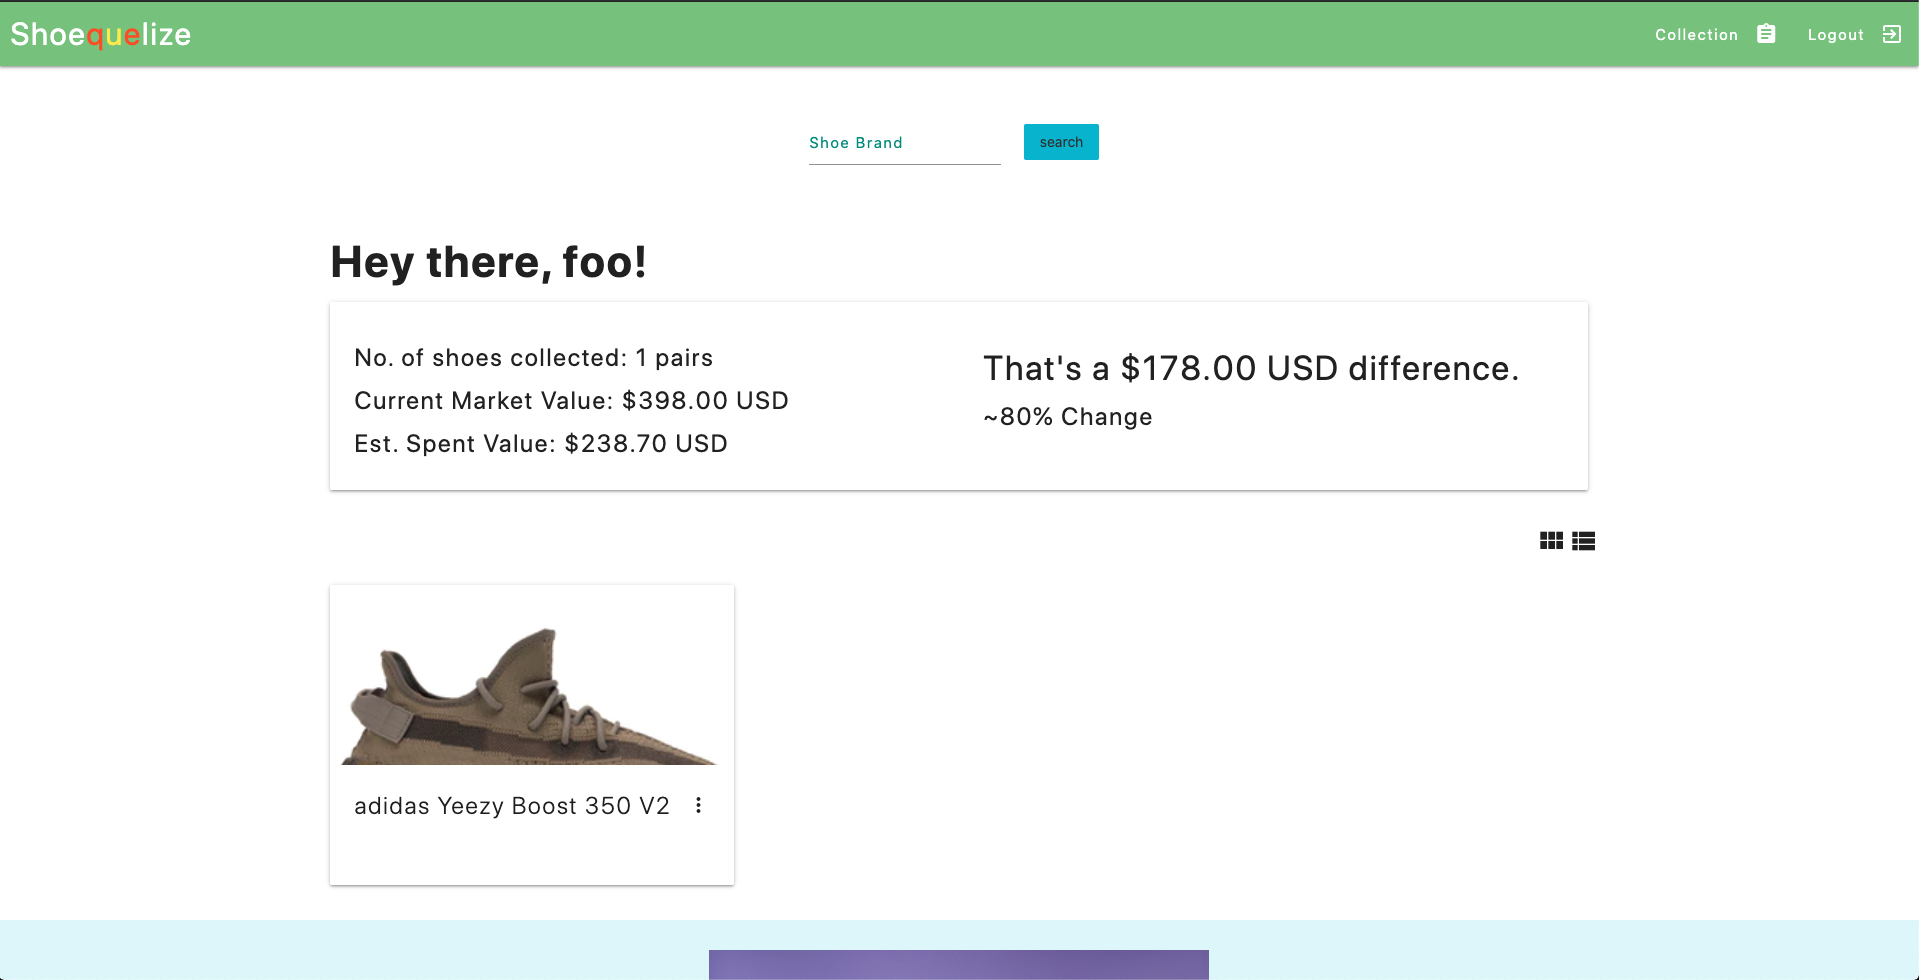 Shoequelize
Collection
Logout
Shoe Brand
search
Hey there, foo!
No. of shoes collected: 1 pairs
Current Market Value: $398.00 USD
Est. Spent Value: $238.70 USD
That's a $178.00 USD difference.
~80% Change
adidas Yeezy Boost 350 V2